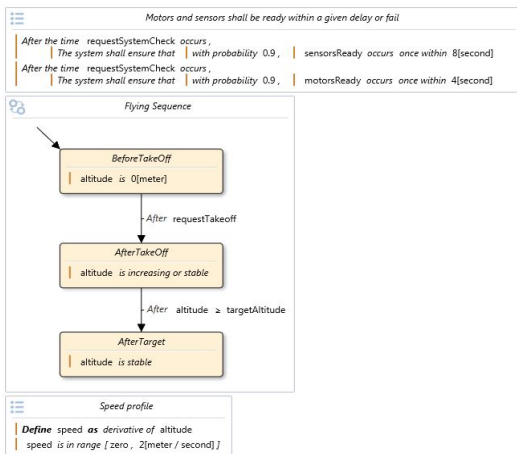 Motors and sensors shall be ready within a given delay or fail
After the time requestSystemCheck occurs ,
The system shall ensure that with probability 0.9 , sensorsReady occurs once within 8[second]
After the time requestSystemCheck occurs ,
The system shall ensure that with probability 0.9 , motorsReady occurs once within 4[second]
Flying Sequence
BeforeTakeOff
altitude is 0[meter]
After requestTakeoff
AfterTakeOff
altitude is increasing or stable
After altitude ≥ targetAltitude
AfterTarget
altitude is stable
Speed profile
Define speed as derivative of altitude
speed is in range [ zero , 2[meter / second] ]